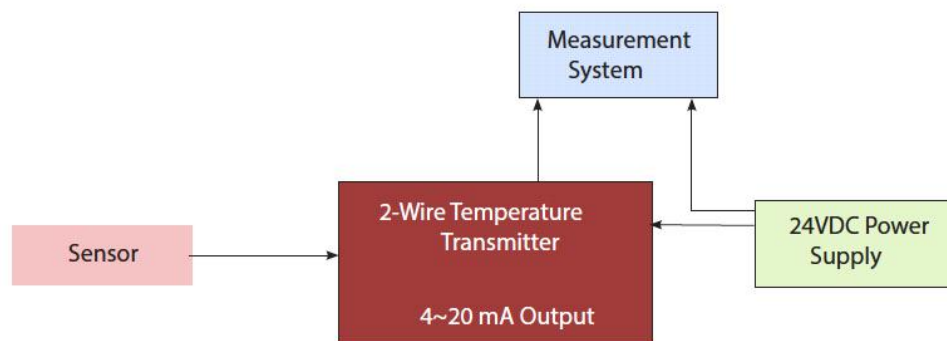 Measurement
System
2-Wire Temperature
Transmitter
4~20 mA Output
Sensor
24VDC Power
Supply